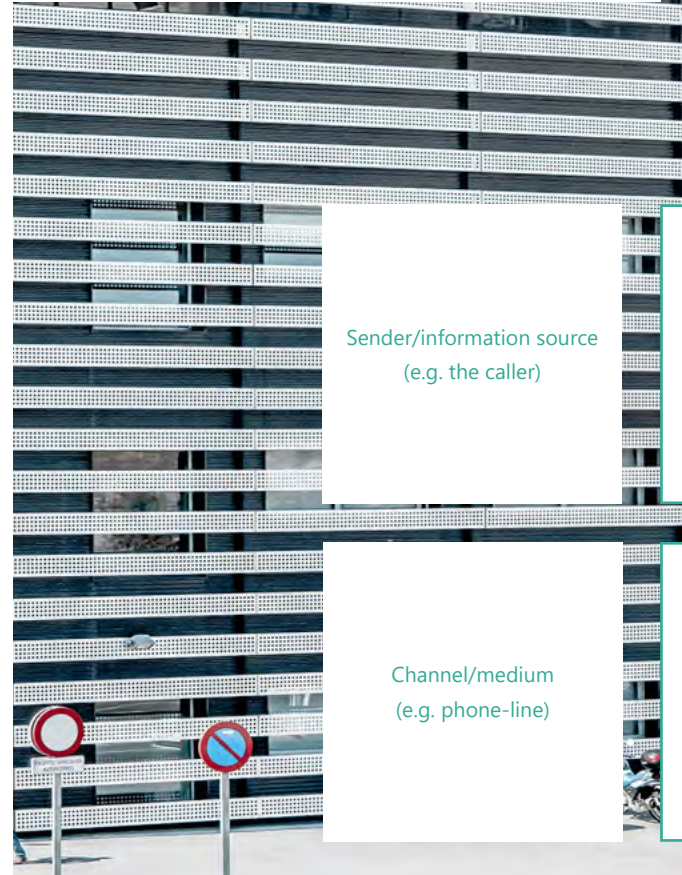 Sender/information source
(e.g. the caller)
Channel/medium
(e.g. phone-line)